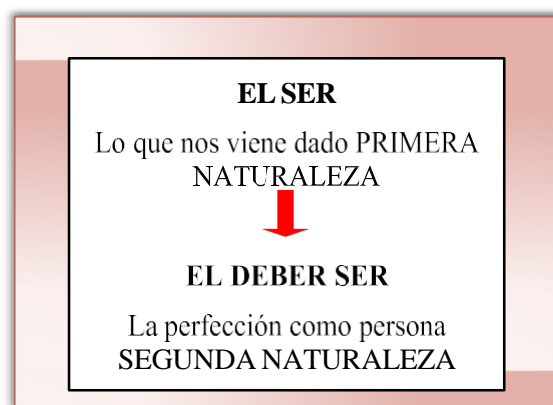 EL SER
Lo que nos viene dado PRIMERA
NATURALEZA
EL DEBER SER
La perfección como persona
SEGUNDA NATURALEZA